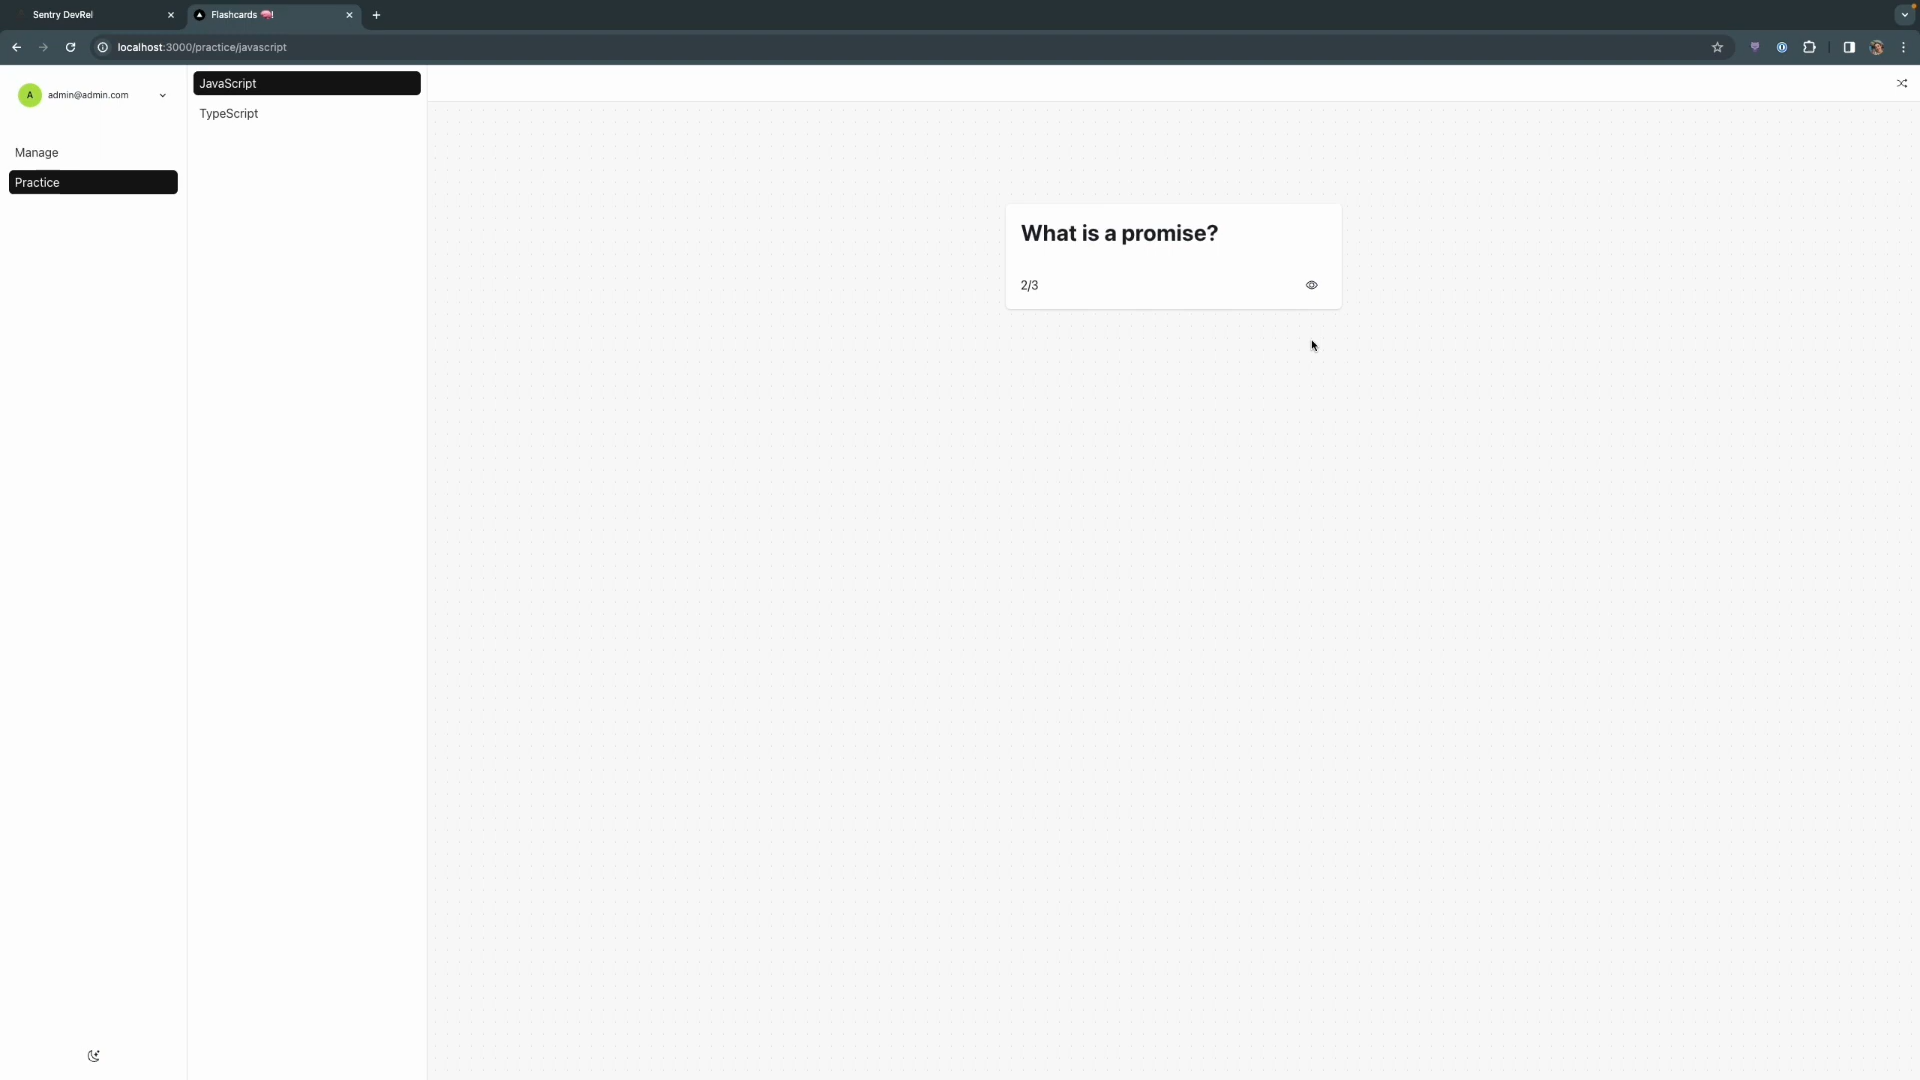 Sentry DevRel
Flashcards 🧠!
localhost:3000/practice/javascript
A admin@admin.com
Manage
Practice
JavaScript
TypeScript
What is a promise?
2/3